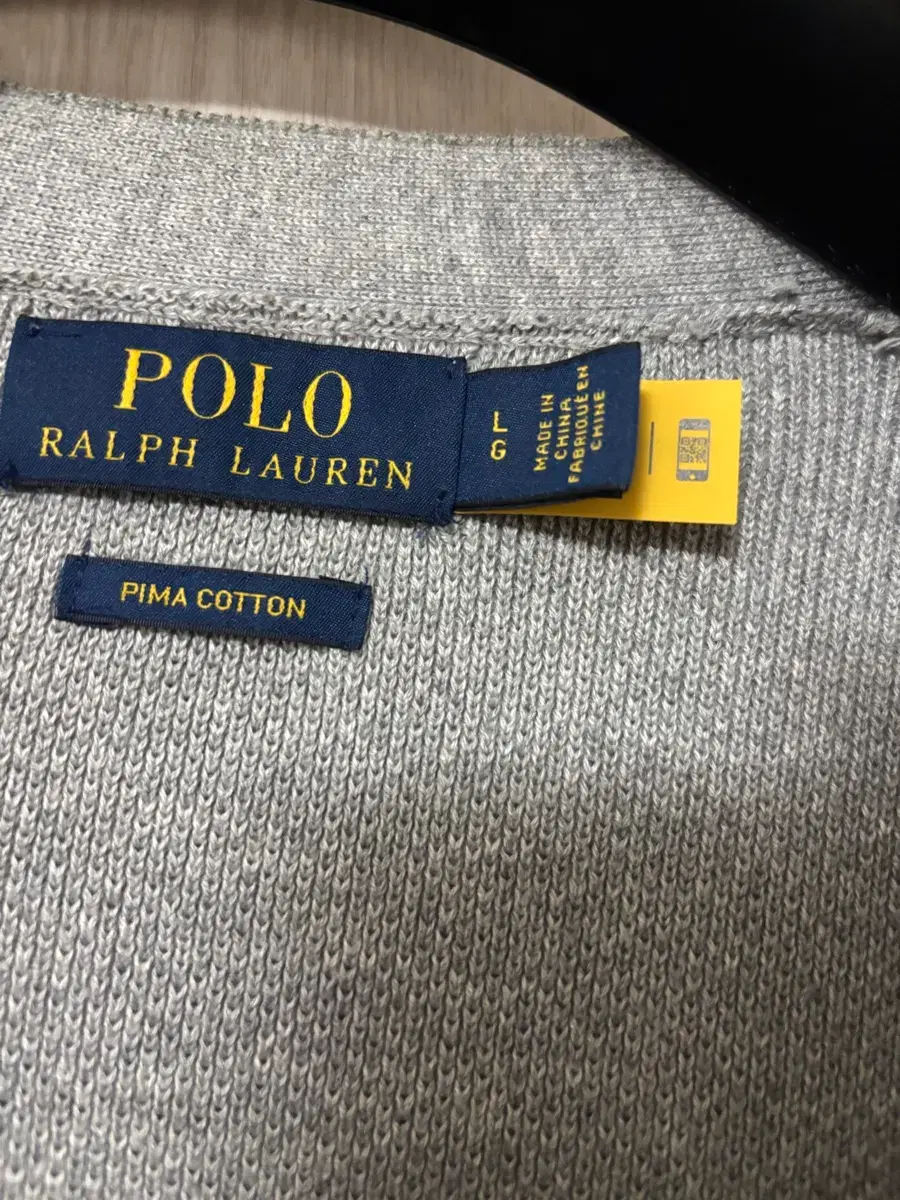 POLO
RALPH LAUREN
L
G
MADE IN
CHINA
FABRIQUÉ EN
CHINE
PIMA COTTON